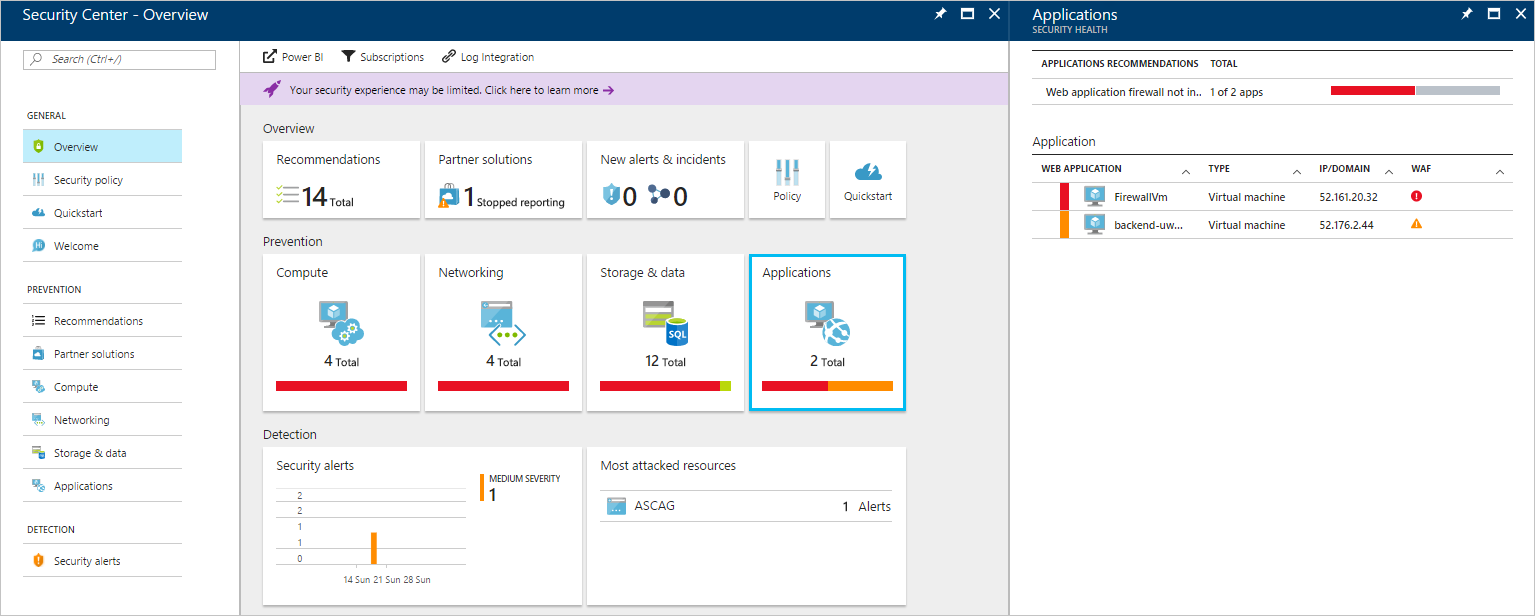 Security Center - Overview
Search (Ctrl+/)
GENERAL
Overview
Security policy
Quickstart
Welcome
PREVENTION
Recommendations
Partner solutions
Compute
Networking
Storage & data
Applications
DETECTION
Security alerts
Power BI Subscriptions Log Integration
Your security experience may be limited. Click here to learn more →
Overview
Recommendations
14 Total
Partner solutions
1 Stopped reporting
New alerts & incidents
0 0
Policy
Quickstart
Prevention
Compute
4 Total
Networking
4 Total
Storage & data
SQL
12 Total
Applications
2 Total
Detection
Security alerts
2
2
1
1
0
14 Sun 21 Sun 28 Sun
MEDIUM SEVERITY
1
Most attacked resources
ASCAG 1 Alerts
Applications
SECURITY HEALTH
APPLICATIONS RECOMMENDATIONS TOTAL
Web application firewall not in.. 1 of 2 apps
Application
WEB APPLICATION TYPE IP/DOMAIN WAF
FirewallVm Virtual machine 52.161.20.32
backend-uw... Virtual machine 52.176.2.44